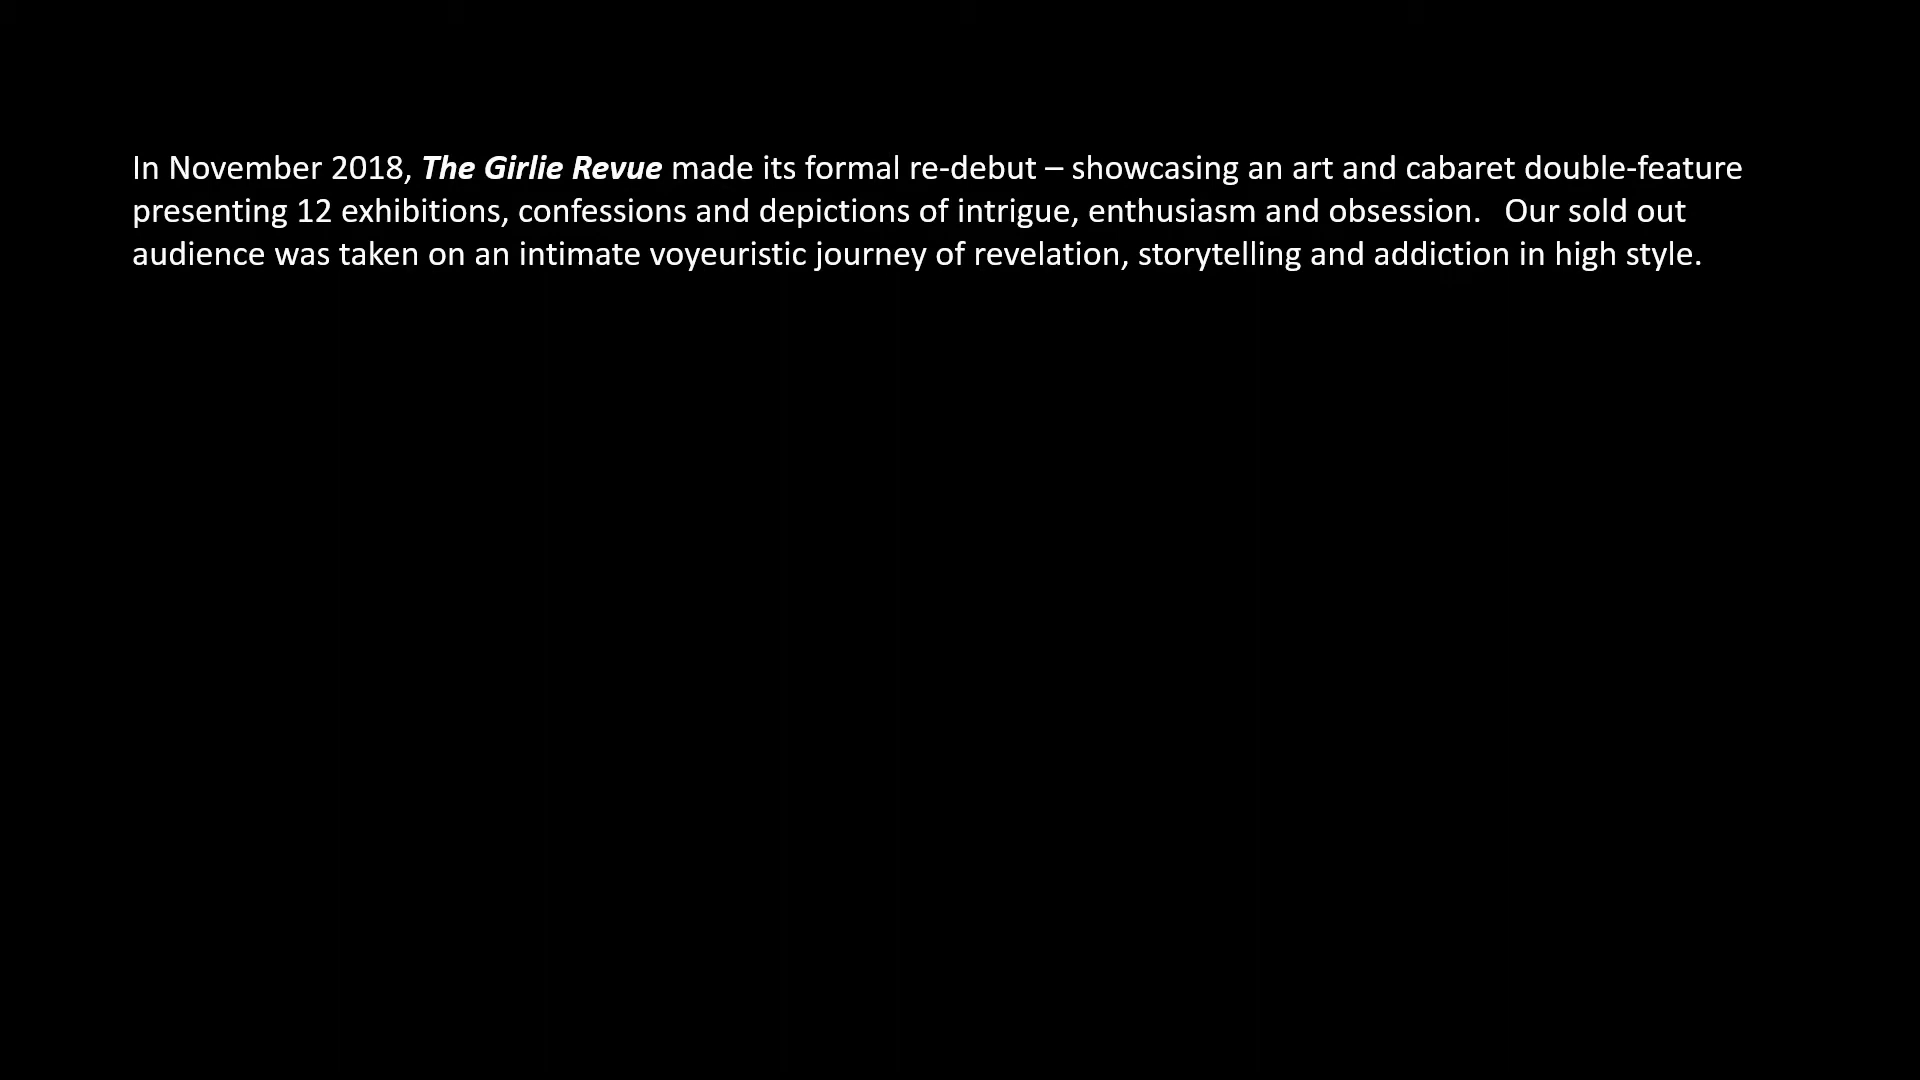 In November 2018, The Girlie Revue made its formal re-debut – showcasing an art and cabaret double-feature
presenting 12 exhibitions, confessions and depictions of intrigue, enthusiasm and obsession.   Our sold out
audience was taken on an intimate voyeuristic journey of revelation, storytelling and addiction in high style.